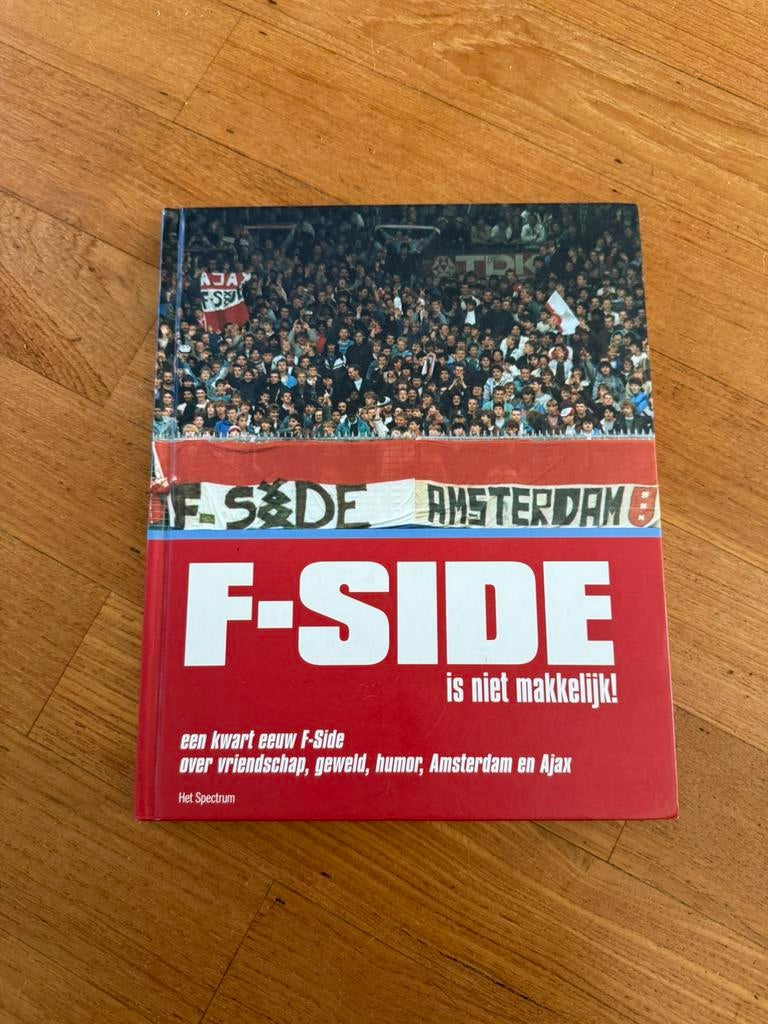 TDK
AJAX
F-SIDE
F-SIDE AMSTERDAM
F-SIDE
is niet makkelijk!
een kwart eeuw F-Side
over vriendschap, geweld, humor, Amsterdam en Ajax
Het Spectrum